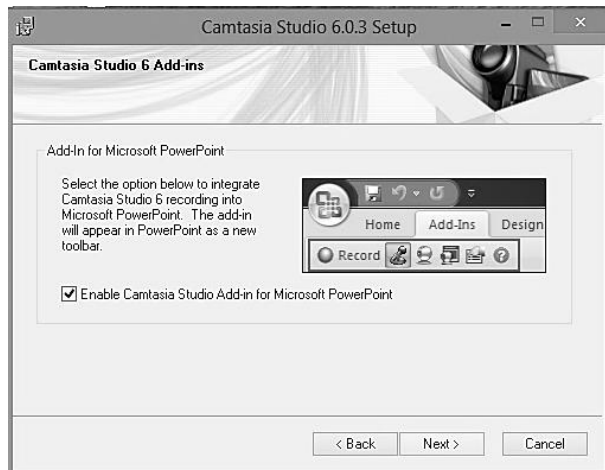 Camtasia Studio 6.0.3 Setup
Camtasia Studio 6 Add-ins
Add-In for Microsoft PowerPoint
Select the option below to integrate
Camtasia Studio 6 recording into
Microsoft PowerPoint. The add-in
will appear in PowerPoint as a new
toolbar.
Home Add-Ins Design
Record
Enable Camtasia Studio Add-in for Microsoft PowerPoint
< Back Next > Cancel